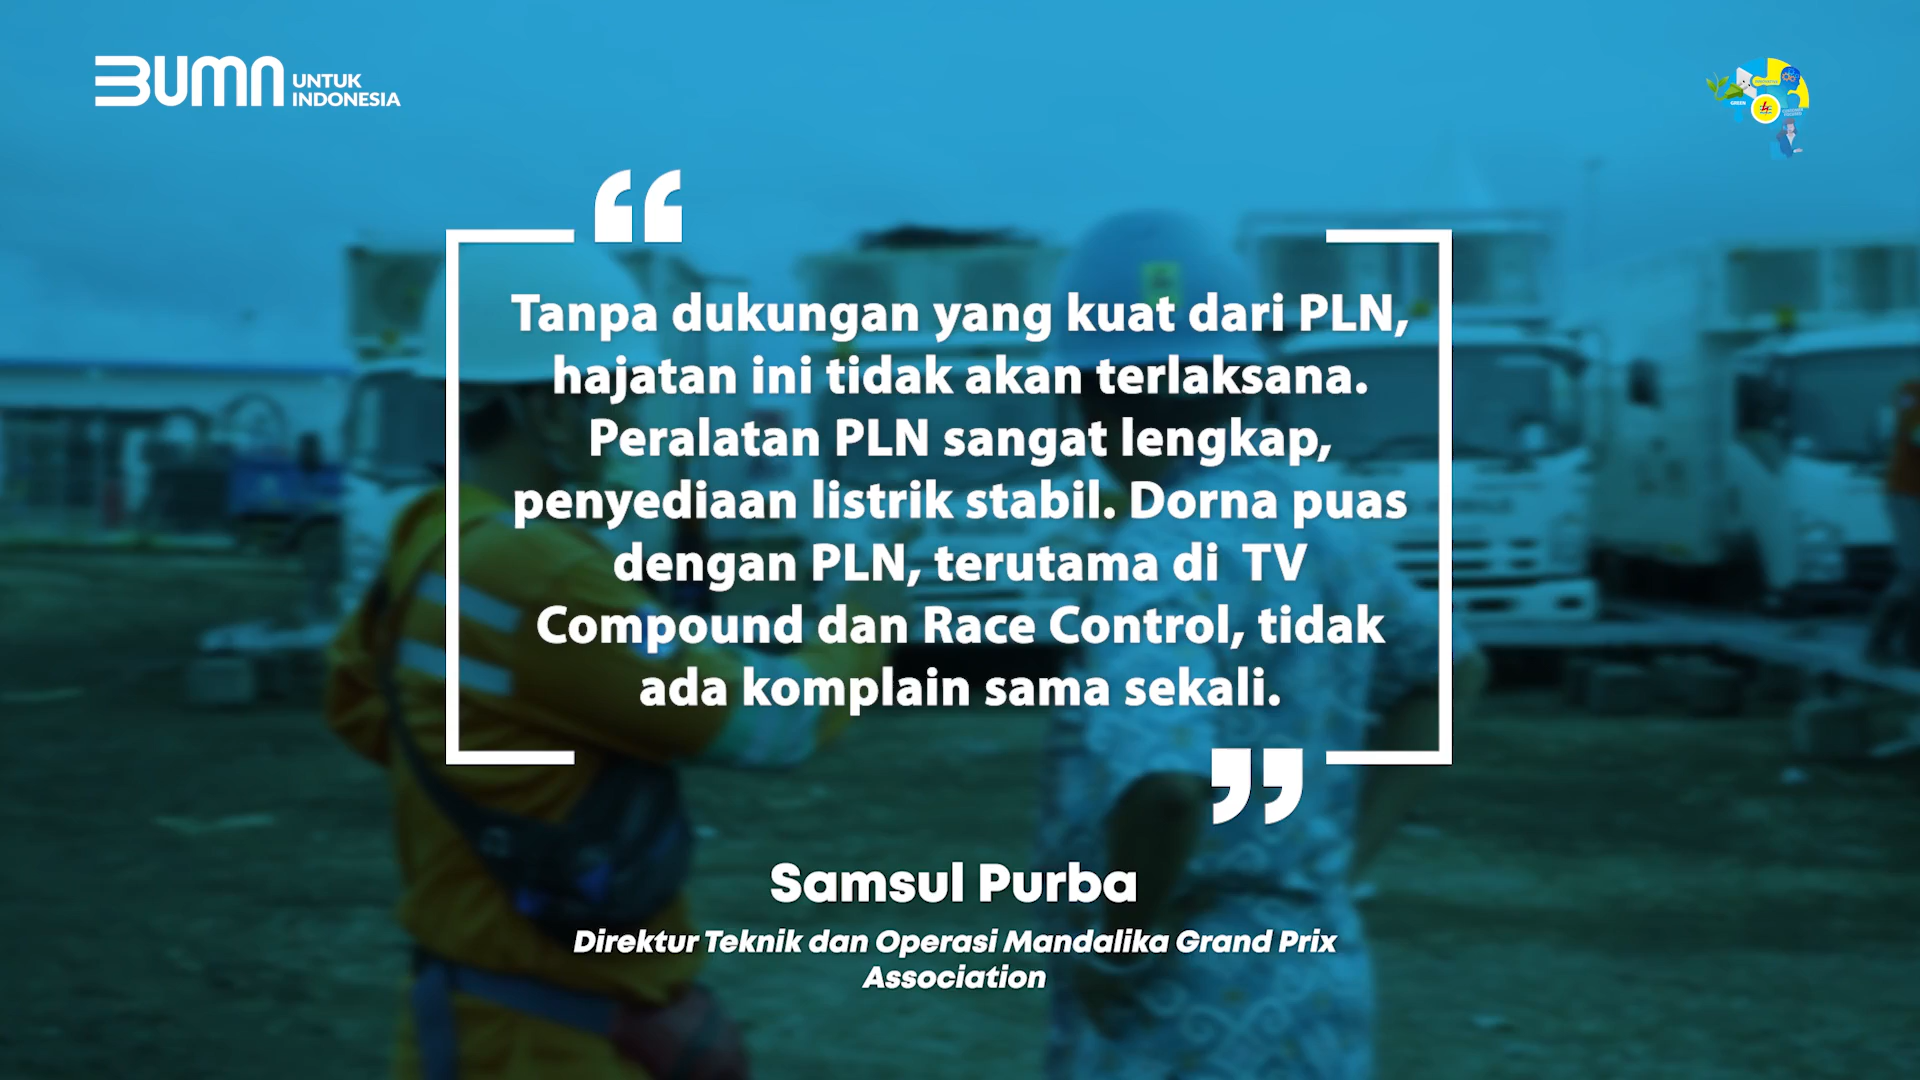 BUMN UNTUK
INDONESIA
GREEN
“
Tanpa dukungan yang kuat dari PLN,
hajatan ini tidak akan terlaksana.
Peralatan PLN sangat lengkap,
penyediaan listrik stabil. Dorna puas
dengan PLN, terutama di TV
Compound dan Race Control, tidak
ada komplain sama sekali.
”
Samsul Purba
Direktur Teknik dan Operasi Mandalika Grand Prix
Association